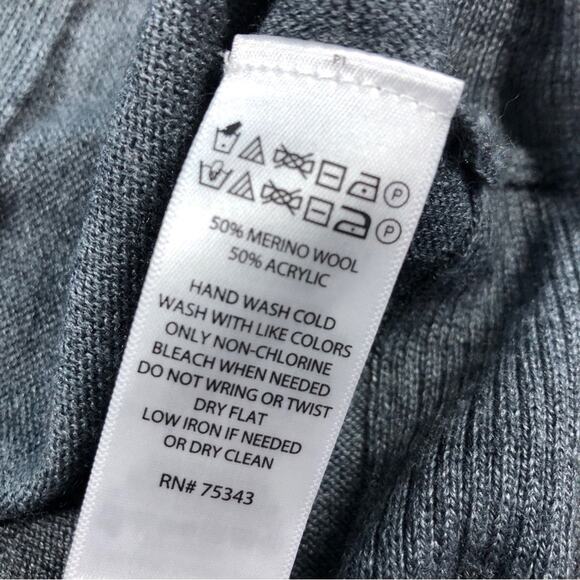 P
P
50% MERINO WOOL
50% ACRYLIC
HAND WASH COLD
WASH WITH LIKE COLORS
ONLY NON-CHLORINE
BLEACH WHEN NEEDED
DO NOT WRING OR TWIST
DRY FLAT
LOW IRON IF NEEDED
OR DRY CLEAN
RN# 75343